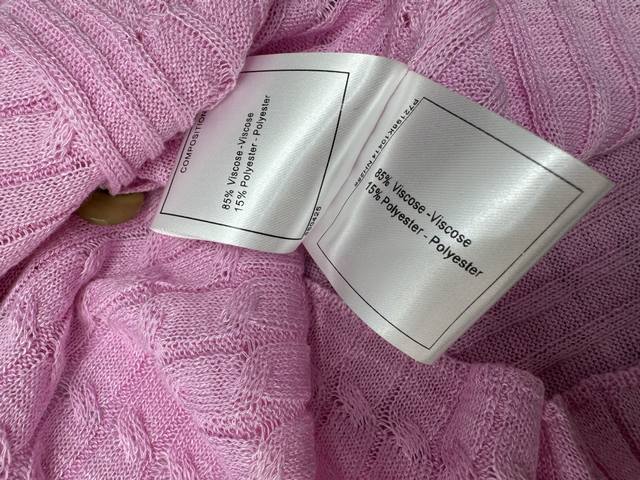 COMPOSITION
85% Viscose -Viscose
15% Polyester - Polyester
85% Viscose -Viscose
15% Polyester - Polyester